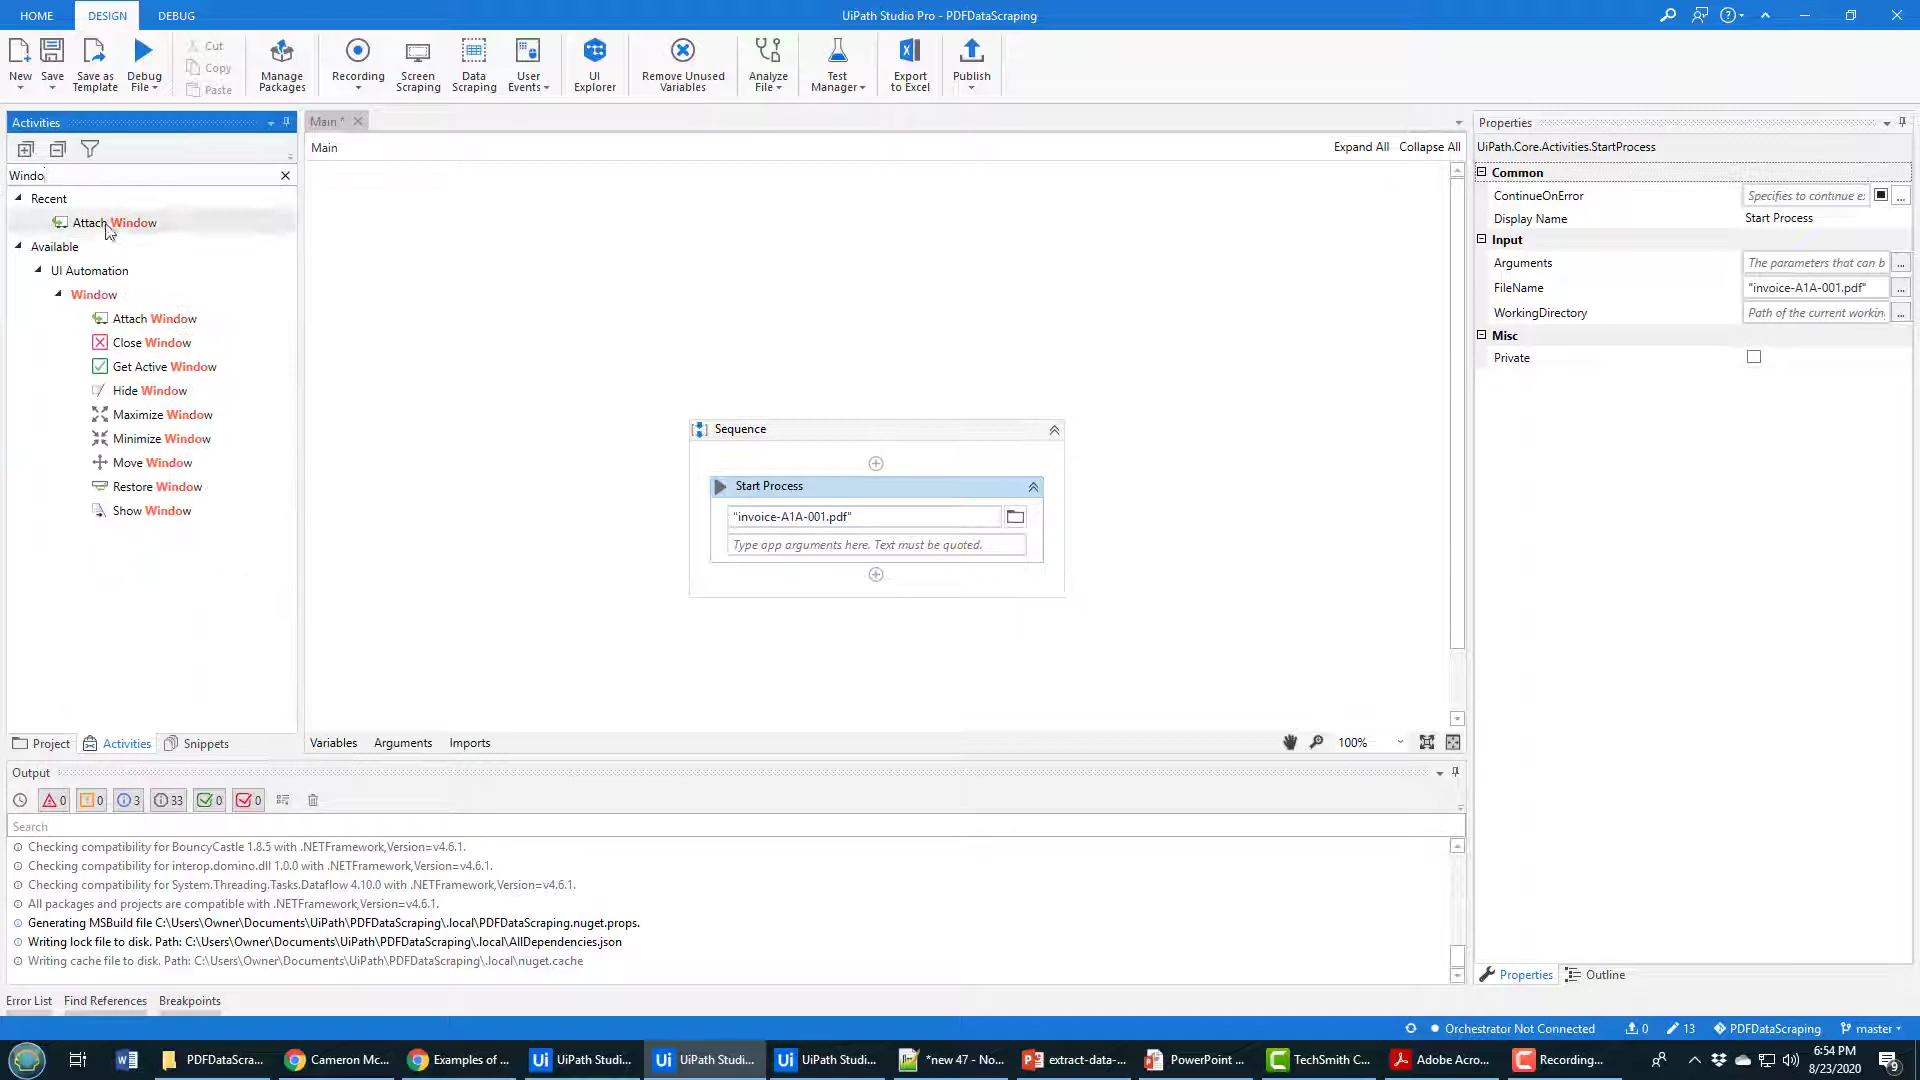 HOME DESIGN DEBUG UiPath Studio Pro - PDFDataScraping
New Save Save as Template Debug File Cut Copy Paste Manage Packages Recording Screen Scraping Data Scraping User Events UI Explorer Remove Unused Variables Analyze File Test Manager Export to Excel Publish
Activities
Windo
Recent
Attach Window
Available
UI Automation
Window
Attach Window
Close Window
Get Active Window
Hide Window
Maximize Window
Minimize Window
Move Window
Restore Window
Show Window
Project Activities Snippets
Main *
Main Expand All Collapse All
Sequence
Start Process
"invoice-A1A-001.pdf"
Type app arguments here. Text must be quoted.
Variables Arguments Imports 100%
Properties
UiPath.Core.Activities.StartProcess
Common
ContinueOnError Specifies to continue e: ...
Display Name Start Process
Input
Arguments The parameters that can b ...
FileName "invoice-A1A-001.pdf" ...
WorkingDirectory Path of the current workin ...
Misc
Private
Properties Outline
Output
0 0 3 33 0 0
Search
Checking compatibility for BouncyCastle 1.8.5 with .NETFramework,Version=v4.6.1.
Checking compatibility for interop.domino.dll 1.0.0 with .NETFramework,Version=v4.6.1.
Checking compatibility for System.Threading.Tasks.Dataflow 4.10.0 with .NETFramework,Version=v4.6.1.
All packages and projects are compatible with .NETFramework,Version=v4.6.1.
Generating MSBuild file C:\Users\Owner\Documents\UiPath\PDFDataScraping\.local\PDFDataScraping.nuget.props.
Writing lock file to disk. Path: C:\Users\Owner\Documents\UiPath\PDFDataScraping\.local\AllDependencies.json
Writing cache file to disk. Path: C:\Users\Owner\Documents\UiPath\PDFDataScraping\.local\nuget.cache
Error List Find References Breakpoints
Orchestrator Not Connected 0 13 PDFDataScraping master
PDFDataScra... Cameron Mc... Examples of ... UiPath Studi... UiPath Studi... UiPath Studi... *new 47 - No... extract-data-... PowerPoint ... TechSmith C... Adobe Acro... Recording...
6:54 PM
8/23/2020
9